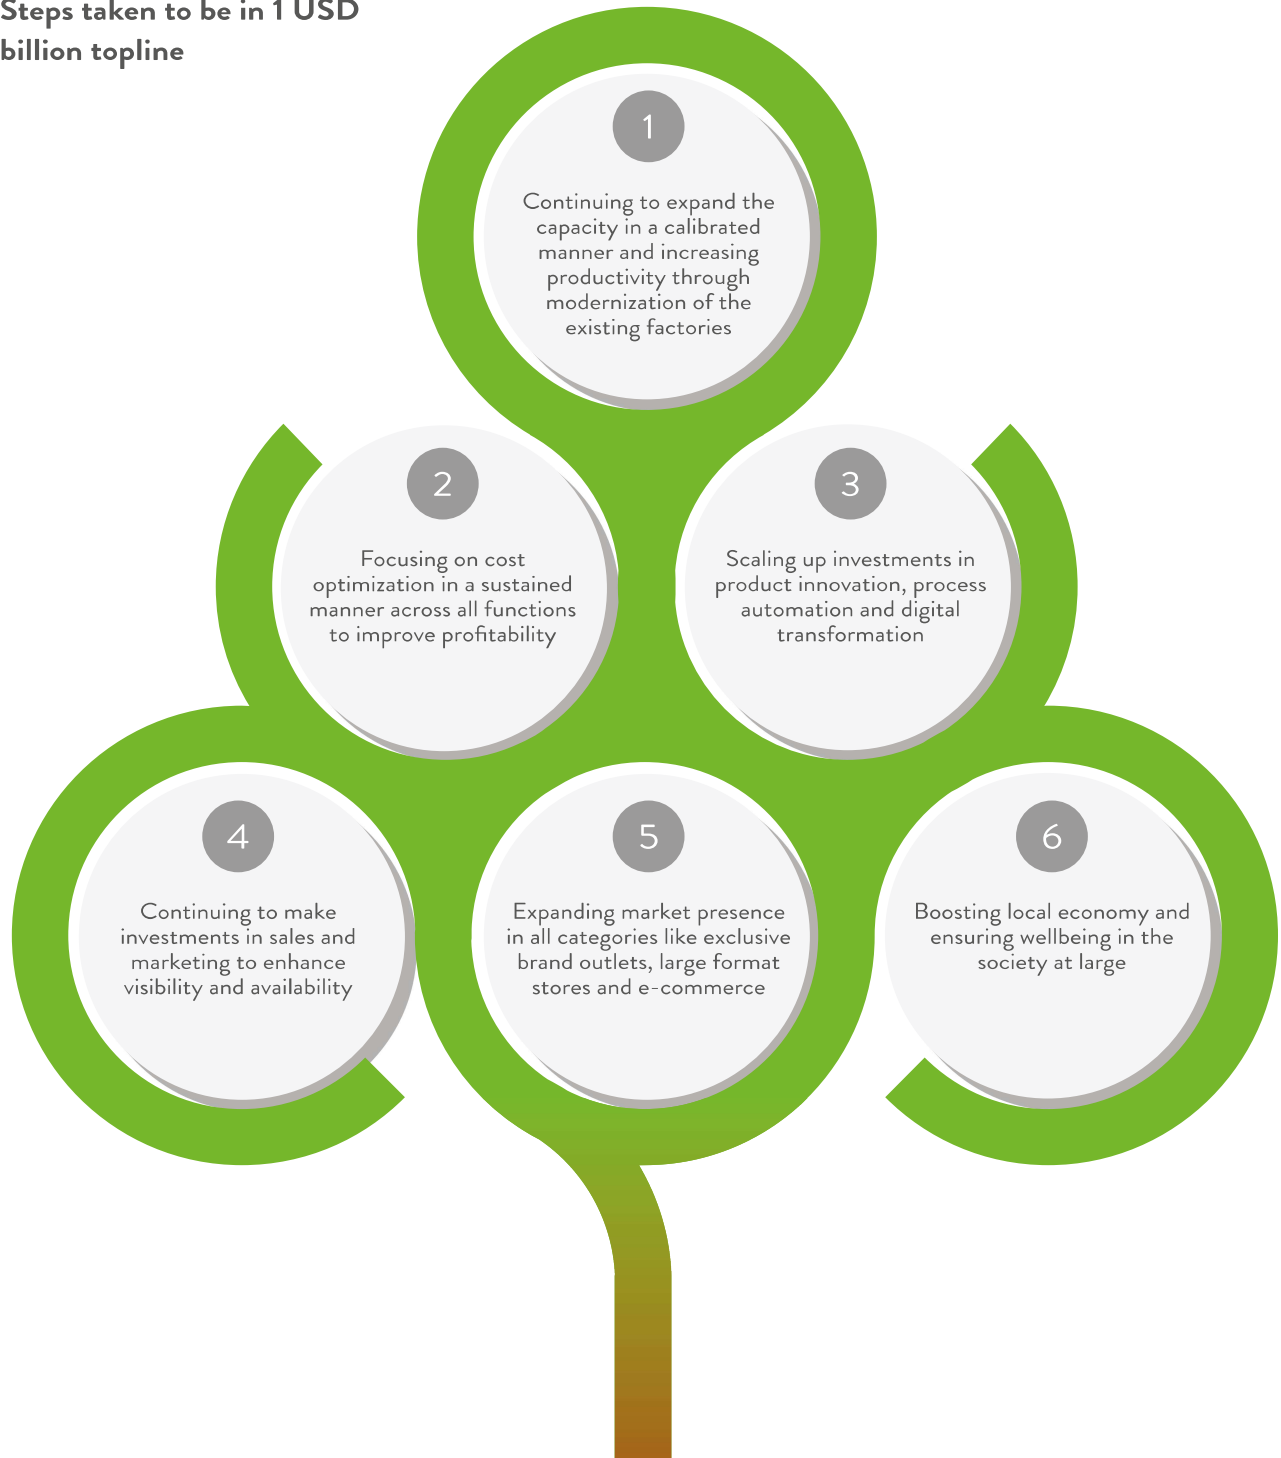 Steps taken to be in 1 USD
billion topline
1
Continuing to expand the
capacity in a calibrated
manner and increasing
productivity through
modernization of the
existing factories
2
Focusing on cost
optimization in a sustained
manner across all functions
to improve profitability
3
Scaling up investments in
product innovation, process
automation and digital
transformation
4
Continuing to make
investments in sales and
marketing to enhance
visibility and availability
5
Expanding market presence
in all categories like exclusive
brand outlets, large format
stores and e-commerce
6
Boosting local economy and
ensuring wellbeing in the
society at large